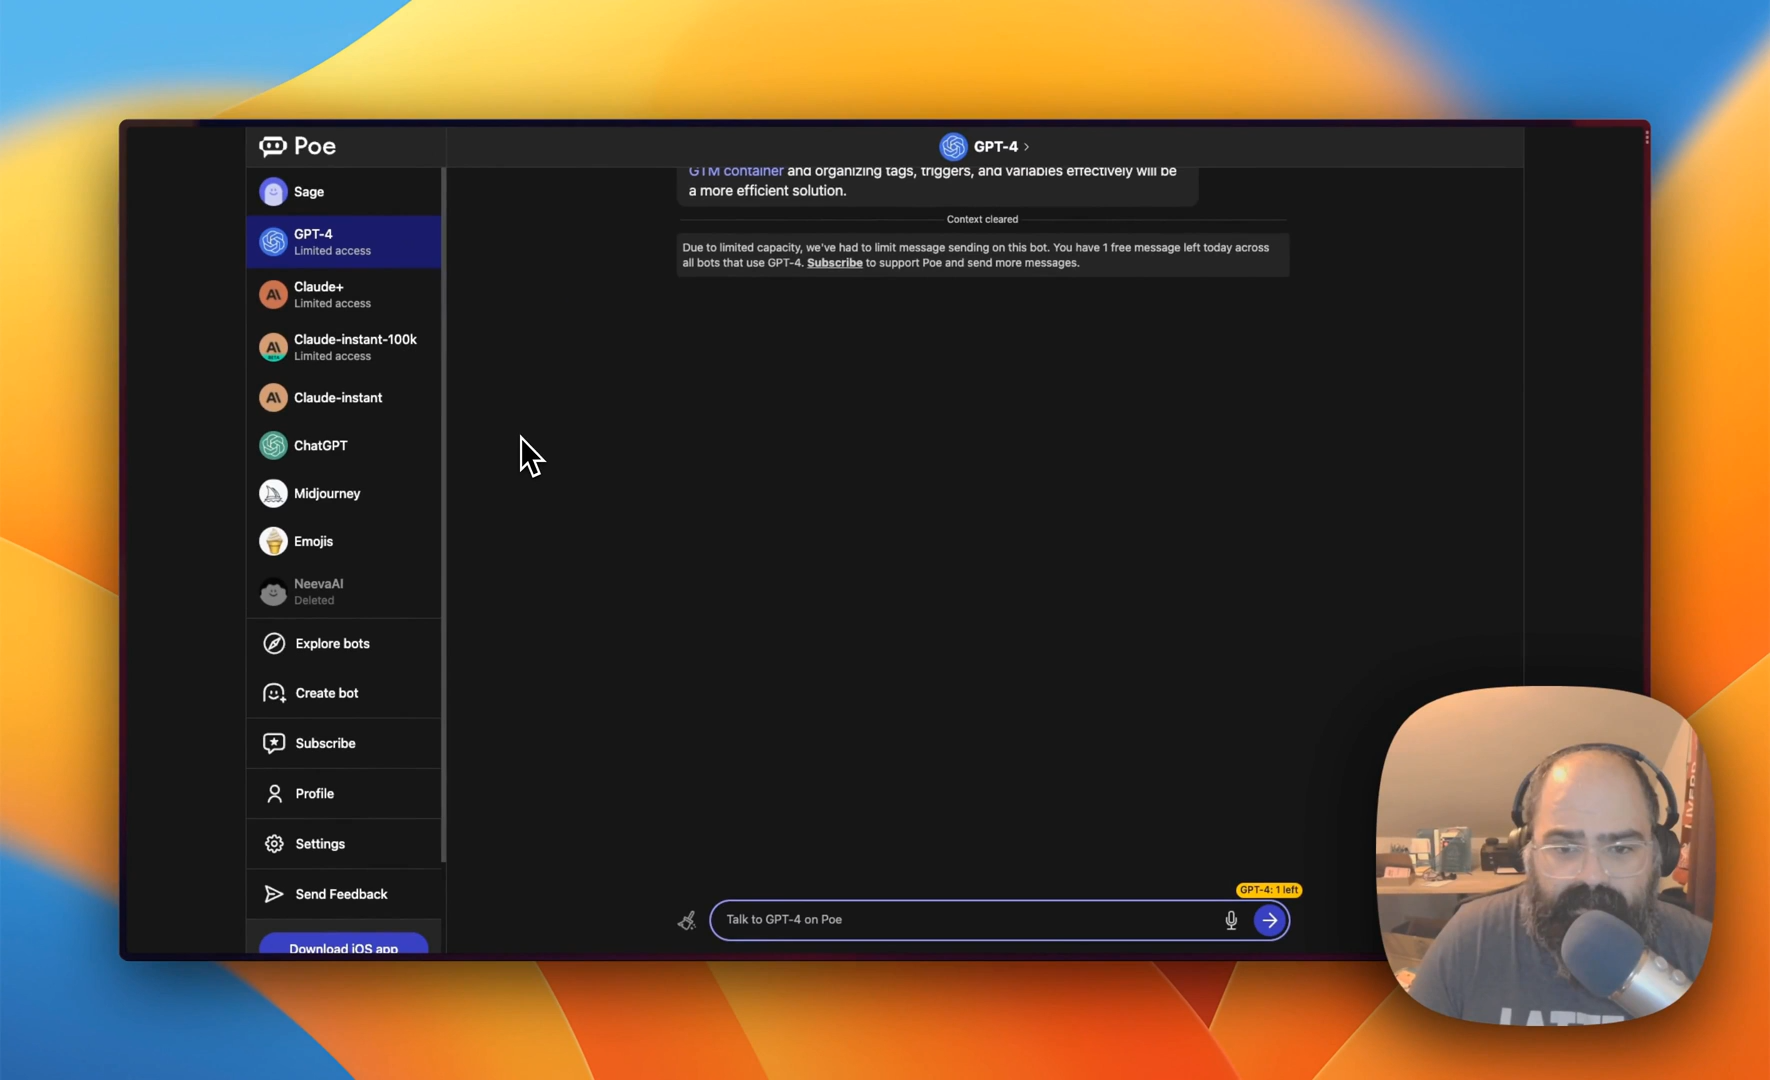 Poe
GPT-4
Sage
GPT-4
Limited access
Claude+
Limited access
Claude-instant-100k
Limited access
Claude-instant
ChatGPT
Midjourney
Emojis
NeevaAI
Deleted
Explore bots
Create bot
Subscribe
Profile
Settings
Send Feedback
Download iOS app
GTM container and organizing tags, triggers, and variables effectively will be
a more efficient solution.
Context cleared
Due to limited capacity, we've had to limit message sending on this bot. You have 1 free message left today across
all bots that use GPT-4. Subscribe to support Poe and send more messages.
GPT-4: 1 left
Talk to GPT-4 on Poe